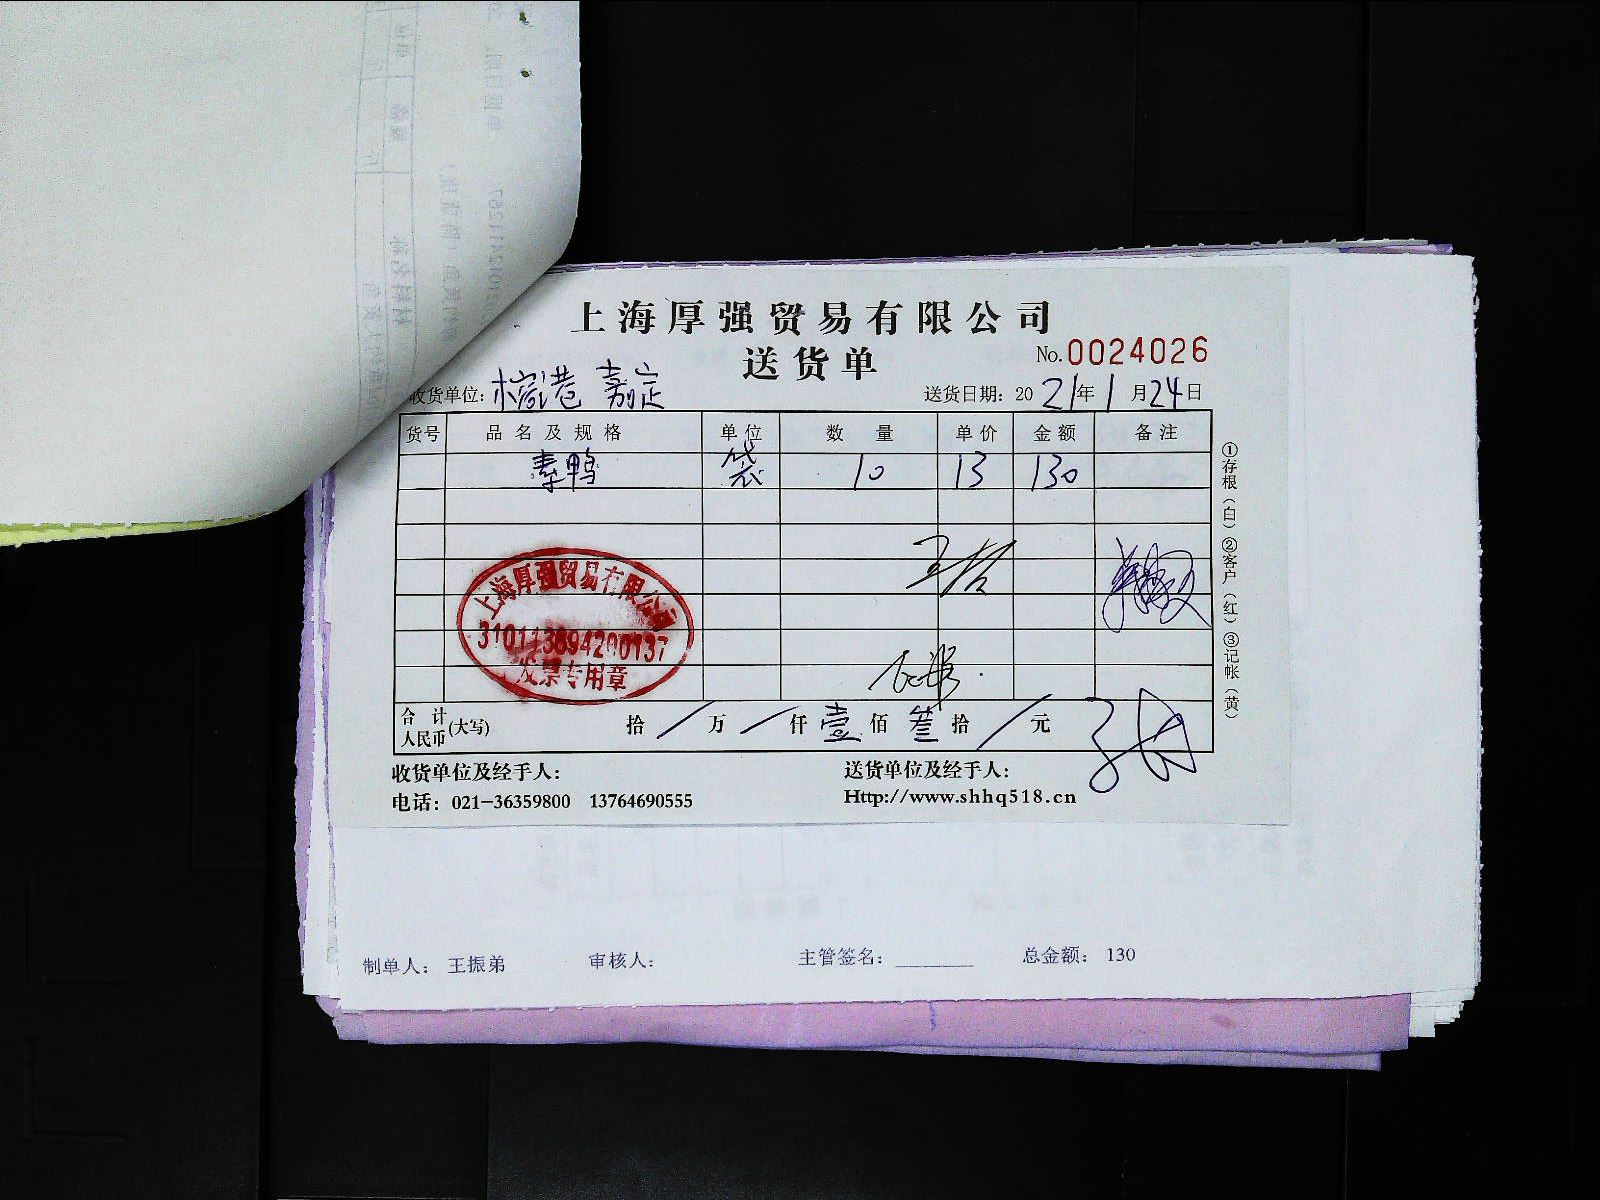 上海厚强贸易有限公司
送货单
No.0024026
收货单位：榕港 嘉定
送货日期：2021年1月24日
货号 品名及规格 单位 数量 单价 金额 备注
素鸭 袋 10 13 130
①存根（白）②客户（红）③记帐（黄）
上海厚强贸易有限公司
发票专用章
合计人民币（大写） 拾/万/仟壹佰叁拾/元
收货单位及经手人：
送货单位及经手人：
电话：021-36359800 13764690555
Http://www.shhq518.cn
制单人：王振弟 审核人： 主管签名： 总金额：130